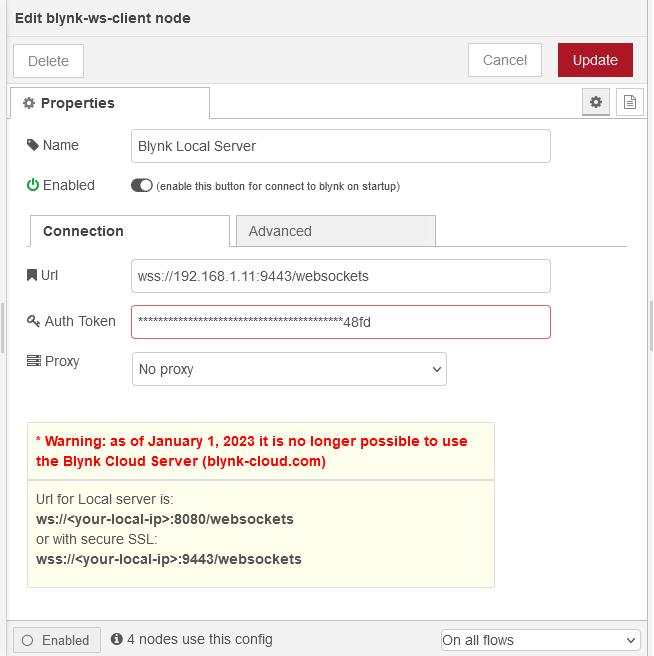 Edit blynk-ws-client node
Delete
Cancel
Update
Properties
Name
Blynk Local Server
Enabled
(enable this button for connect to blynk on startup)
Connection
Advanced
Url
wss://192.168.1.11:9443/websockets
Auth Token
*****************************************48fd
Proxy
No proxy
* Warning: as of January 1, 2023 it is no longer possible to use
the Blynk Cloud Server (blynk-cloud.com)
Url for Local server is:
ws://<your-local-ip>:8080/websockets
or with secure SSL:
wss://<your-local-ip>:9443/websockets
Enabled
4 nodes use this config
On all flows